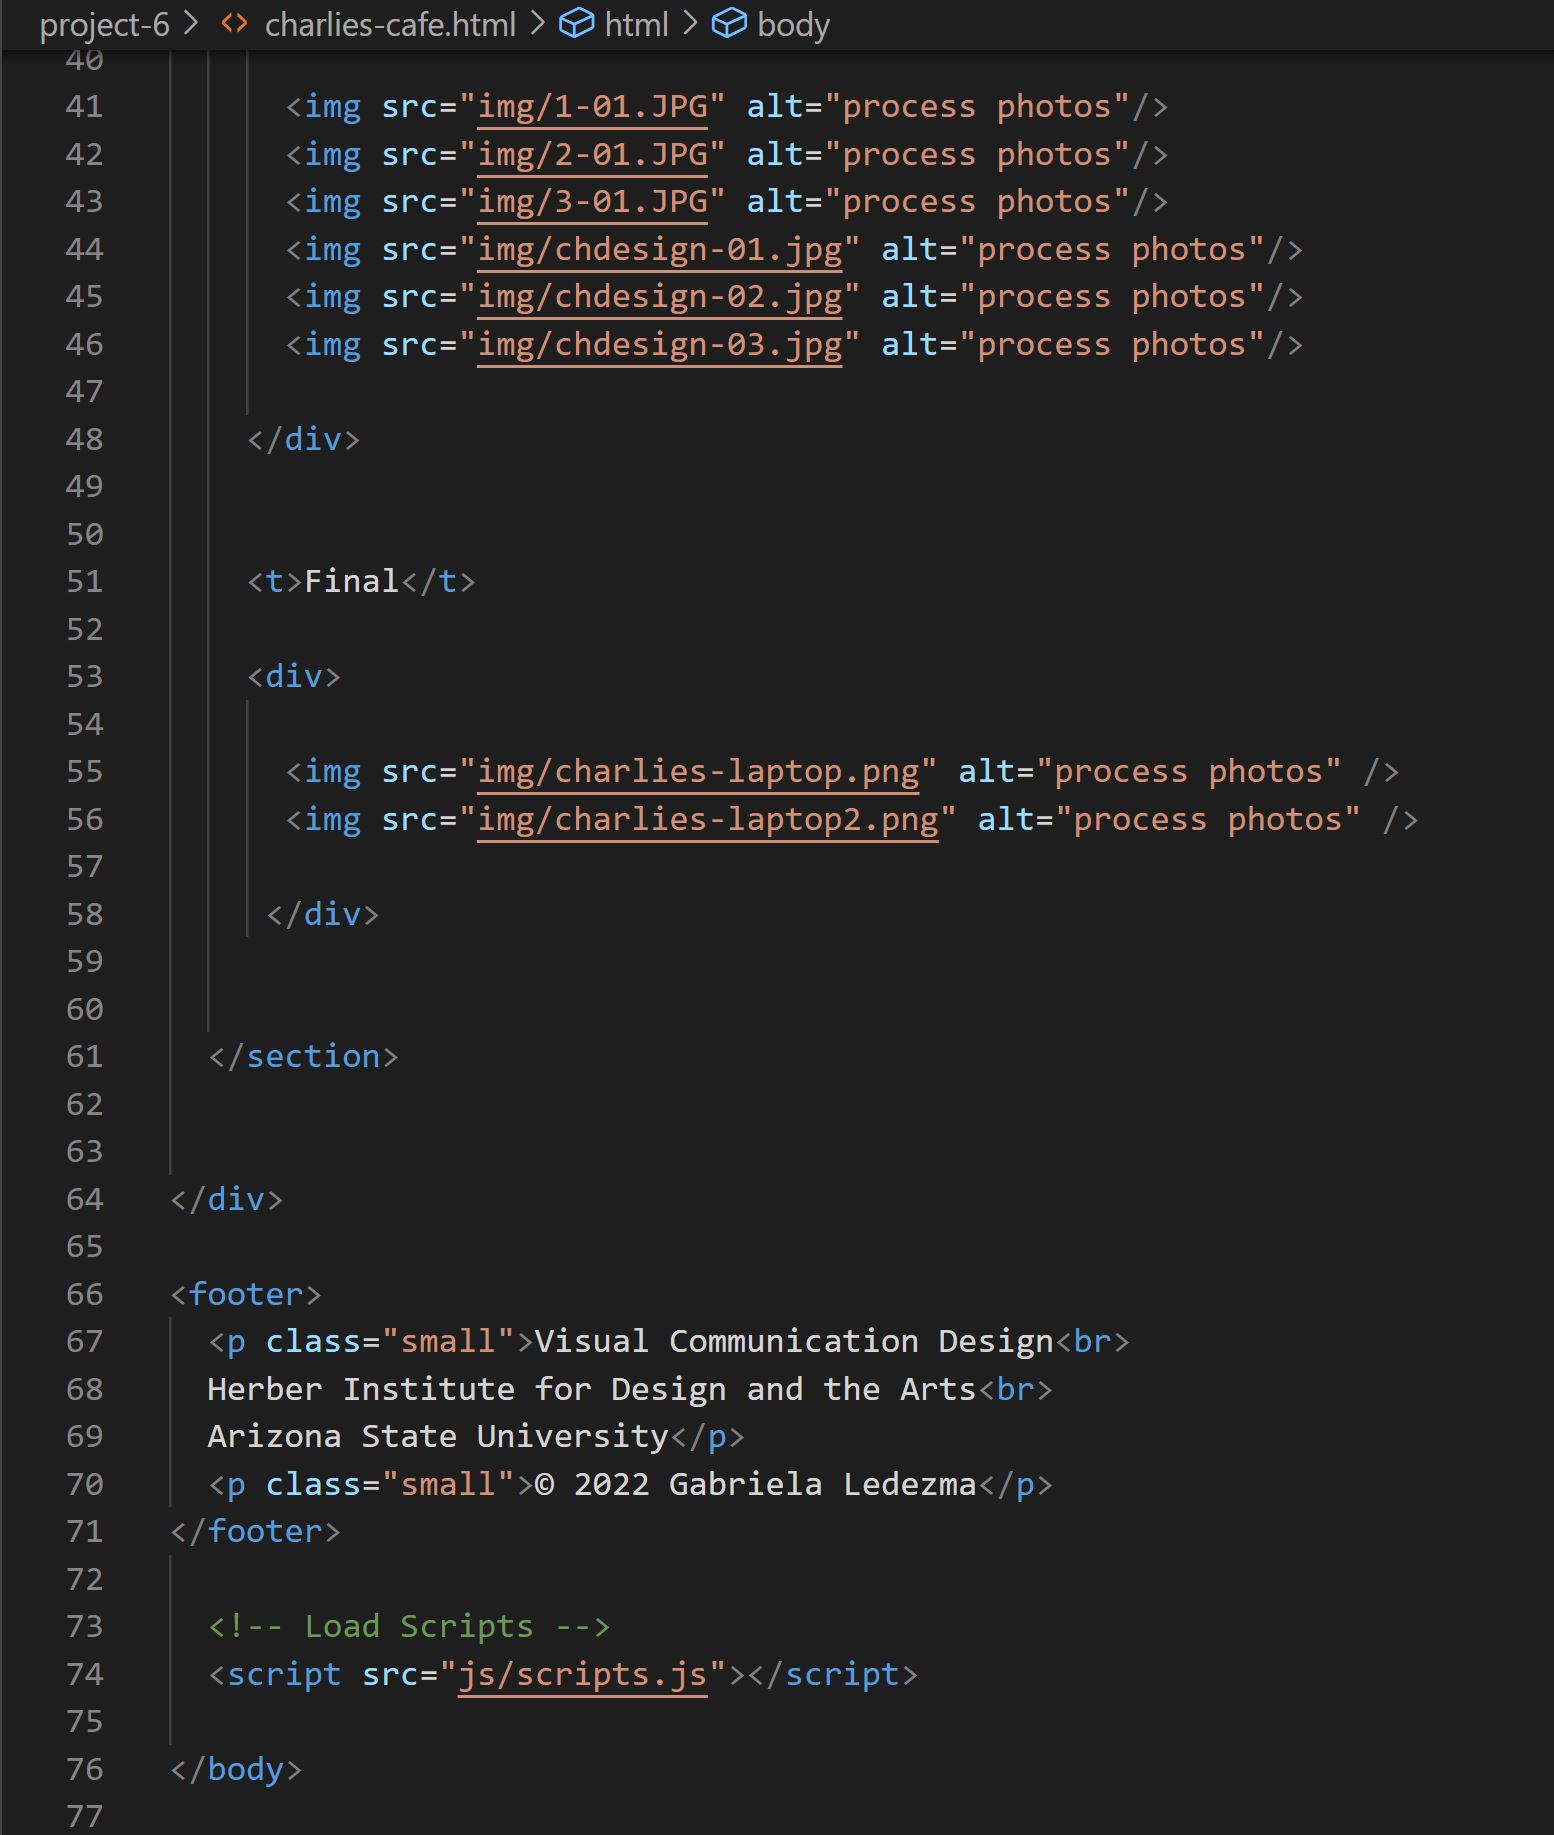 project-6 > <> charlies-cafe.html > html > body
40
41 <img src="img/1-01.JPG" alt="process photos"/>
42 <img src="img/2-01.JPG" alt="process photos"/>
43 <img src="img/3-01.JPG" alt="process photos"/>
44 <img src="img/chdesign-01.jpg" alt="process photos"/>
45 <img src="img/chdesign-02.jpg" alt="process photos"/>
46 <img src="img/chdesign-03.jpg" alt="process photos"/>
47
48 </div>
49
50
51 <t>Final</t>
52
53 <div>
54
55 <img src="img/charlies-laptop.png" alt="process photos" />
56 <img src="img/charlies-laptop2.png" alt="process photos" />
57
58 </div>
59
60
61 </section>
62
63
64 </div>
65
66 <footer>
67 <p class="small">Visual Communication Design<br>
68 Herber Institute for Design and the Arts<br>
69 Arizona State University</p>
70 <p class="small">© 2022 Gabriela Ledezma</p>
71 </footer>
72
73 <!-- Load Scripts -->
74 <script src="js/scripts.js"></script>
75
76 </body>
77